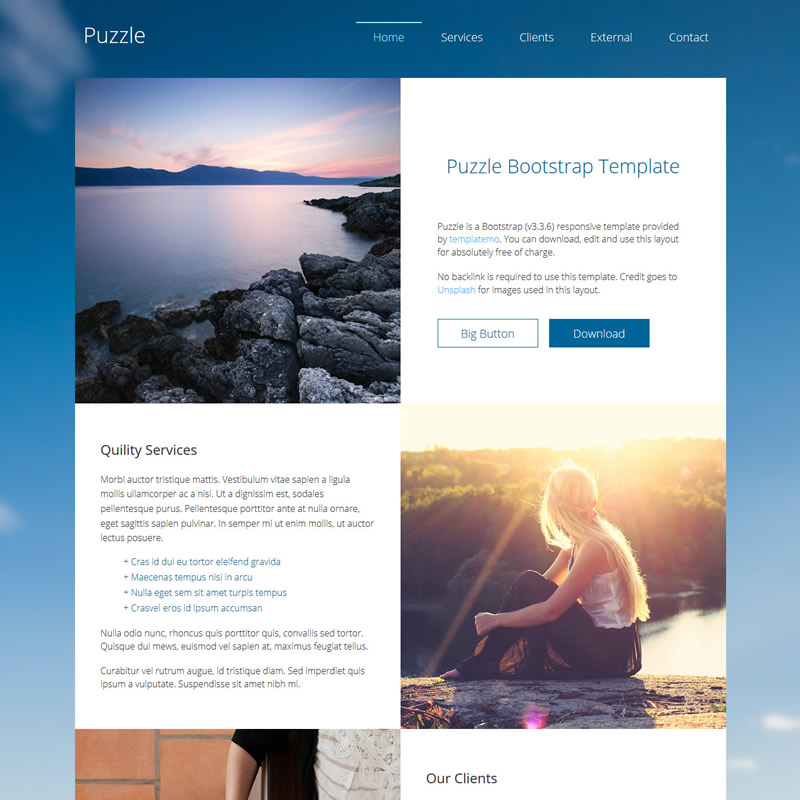 Puzzle
Home Services Clients External Contact
Puzzle Bootstrap Template
Puzzle is a Bootstrap (v3.3.6) responsive template provided
by templatemo. You can download, edit and use this layout
for absolutely free of charge.
No backlink is required to use this template. Credit goes to
Unsplash for images used in this layout.
Big Button Download
Quility Services
Morbi auctor tristique mattis. Vestibulum vitae sapien a ligula
mollis ullamcorper ac a nisi. Ut a dignissim est, sodales
pellentesque purus. Pellentesque porttitor ante at nulla ornare,
eget sagittis sapien pulvinar. In semper mi ut enim mollis, ut auctor
lectus posuere.
+ Cras id dui eu tortor eleifend gravida
+ Maecenas tempus nisi in arcu
+ Nulla eget sem sit amet turpis tempus
+ Crasvel eros id ipsum accumsan
Nulla odio nunc, rhoncus quis porttitor quis, convallis sed tortor.
Quisque dui mews, euismod vel sapien at, maximus feugiat tellus.
Curabitur vel rutrum augue, id tristique diam. Sed imperdiet quis
ipsum a vulputate. Suspendisse sit amet nibh mi.
Our Clients